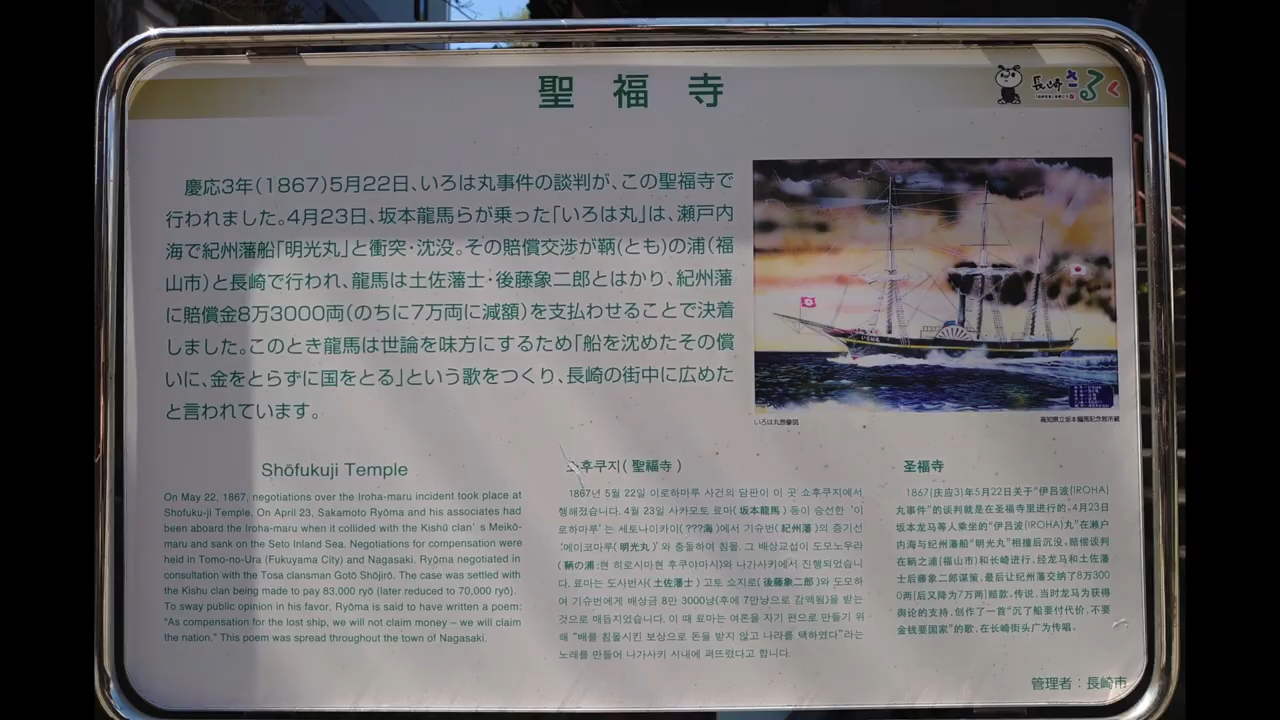 聖福寺
長崎さるく
慶応3年(1867)5月22日、いろは丸事件の談判が、この聖福寺で
行われました。4月23日、坂本龍馬らが乗った「いろは丸」は、瀬戸内
海で紀州藩船「明光丸」と衝突・沈没。その賠償交渉が鞆(とも)の浦(福
山市)と長崎で行われ、龍馬は土佐藩士・後藤象二郎とはかり、紀州藩
に賠償金8万3000両(のちに7万両に減額)を支払わせることで決着
しました。このとき龍馬は世論を味方にするため「船を沈めたその償
いに、金をとらずに国をとる」という歌をつくり、長崎の街中に広めた
と言われています。
いろは丸想像図
高知県立坂本龍馬記念館所蔵
Shōfukuji Temple
On May 22, 1867, negotiations over the Iroha-maru incident took place at
Shofuku-ji Temple. On April 23, Sakamoto Ryōma and his associates had
been aboard the Iroha-maru when it collided with the Kishū clan's Meikō-
maru and sank on the Seto Inland Sea. Negotiations for compensation were
held in Tomo-no-Ura (Fukuyama City) and Nagasaki. Ryōma negotiated in
consultation with the Tosa clansman Gotō Shōjirō. The case was settled with
the Kishu clan being made to pay 83,000 ryō (later reduced to 70,000 ryō).
To sway public opinion in his favor, Ryōma is said to have written a poem:
"As compensation for the lost ship, we will not claim money – we will claim
the nation." This poem was spread throughout the town of Nagasaki.
쇼후쿠지(聖福寺)
1867년 5월 22일 이로하마루 사건의 담판이 이 곳 쇼후쿠지에서
행해졌습니다. 4월 23일 사카모토 료마(坂本龍馬) 등이 승선한 '이
로하마루'는 세토나이카이(???海)에서 기슈번(紀州藩)의 증기선
'메이코마루(明光丸)'와 충돌하여 침몰. 그 배상교섭이 도모노우라
(鞆の浦:현 히로시마현 후쿠야마시)와 나가사키에서 진행되었습니
다. 료마는 도사번사(土佐藩士) 고토 쇼지로(後藤象二郎)와 도모하
여 기슈번에게 배상금 8만 3000냥(후에 7만냥으로 감액됨)을 받는
것으로 매듭지었습니다. 이 때 료마는 여론을 자기 편으로 만들기 위
해 "배를 침몰시킨 보상으로 돈을 받지 않고 나라를 택하였다"라는
노래를 만들어 나가사키 시내에 퍼뜨렸다고 합니다.
圣福寺
1867(庆应3)年5月22日关于"伊吕波(IROHA)
丸事件"的谈判就是在圣福寺里进行的。4月23日
坂本龙马等人乘坐的"伊吕波(IROHA)丸"在濑户
内海与纪州藩船"明光丸"相撞后沉没。赔偿谈判
在鞆之浦(福山市)和长崎进行,经龙马和土佐藩
士后藤象二郎谋策,最后让纪州藩交纳了8万300
0两(后又降为7万两)赔款。传说,当时龙马为获得
舆论的支持,创作了一首"沉了船要付代价,不要
金钱要国家"的歌,在长崎街头广为传唱。
管理者：長崎市